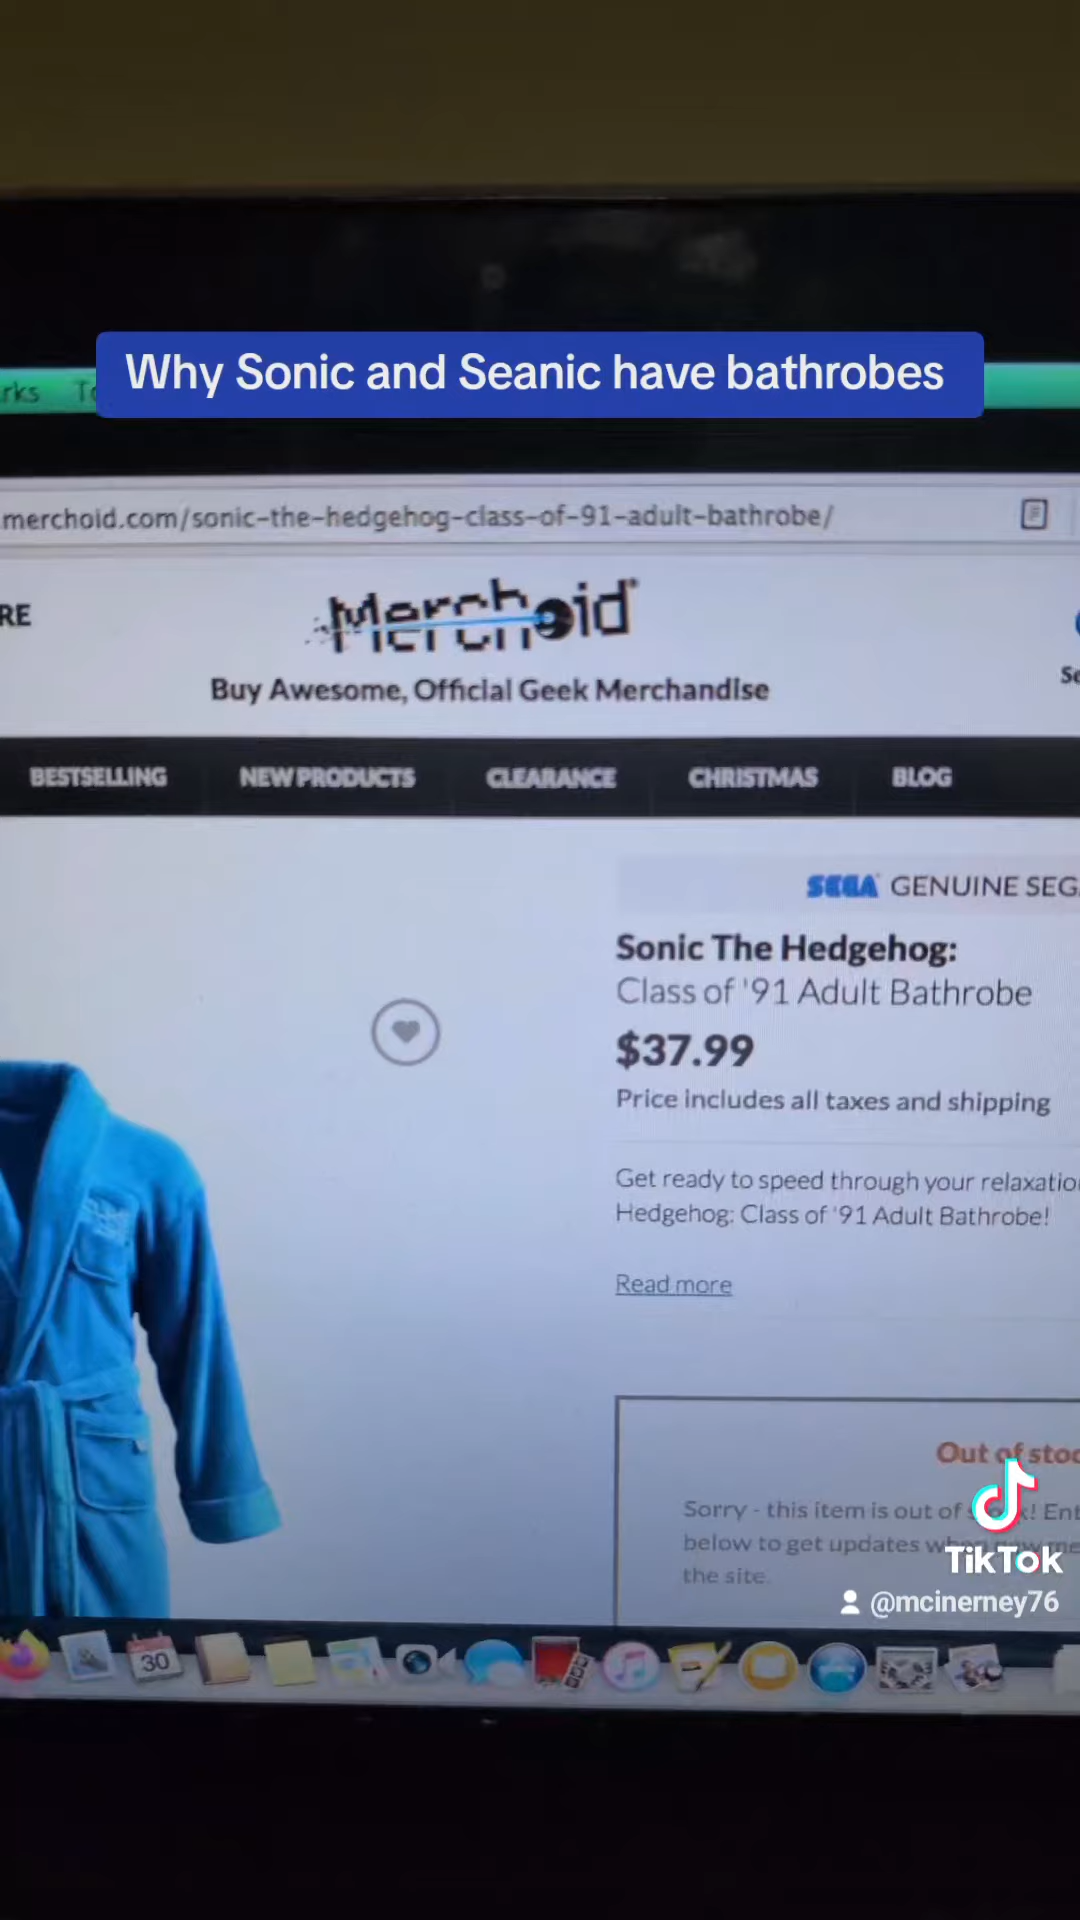 Why Sonic and Seanic have bathrobes
rks
merchoid.com/sonic-the-hedgehog-class-of-91-adult-bathrobe/
RE
Merchoid
Buy Awesome, Official Geek Merchandise
BESTSELLING NEW PRODUCTS CLEARANCE CHRISTMAS BLOG
SEGA GENUINE SEG
Sonic The Hedgehog:
Class of '91 Adult Bathrobe
$37.99
Price includes all taxes and shipping
Get ready to speed through your relaxatio
Hedgehog: Class of '91 Adult Bathrobe!
Read more
Out of stoc
Sorry - this item is out of ! Ent
below to get updates
the site.
TikTok
@mcinerney76
30